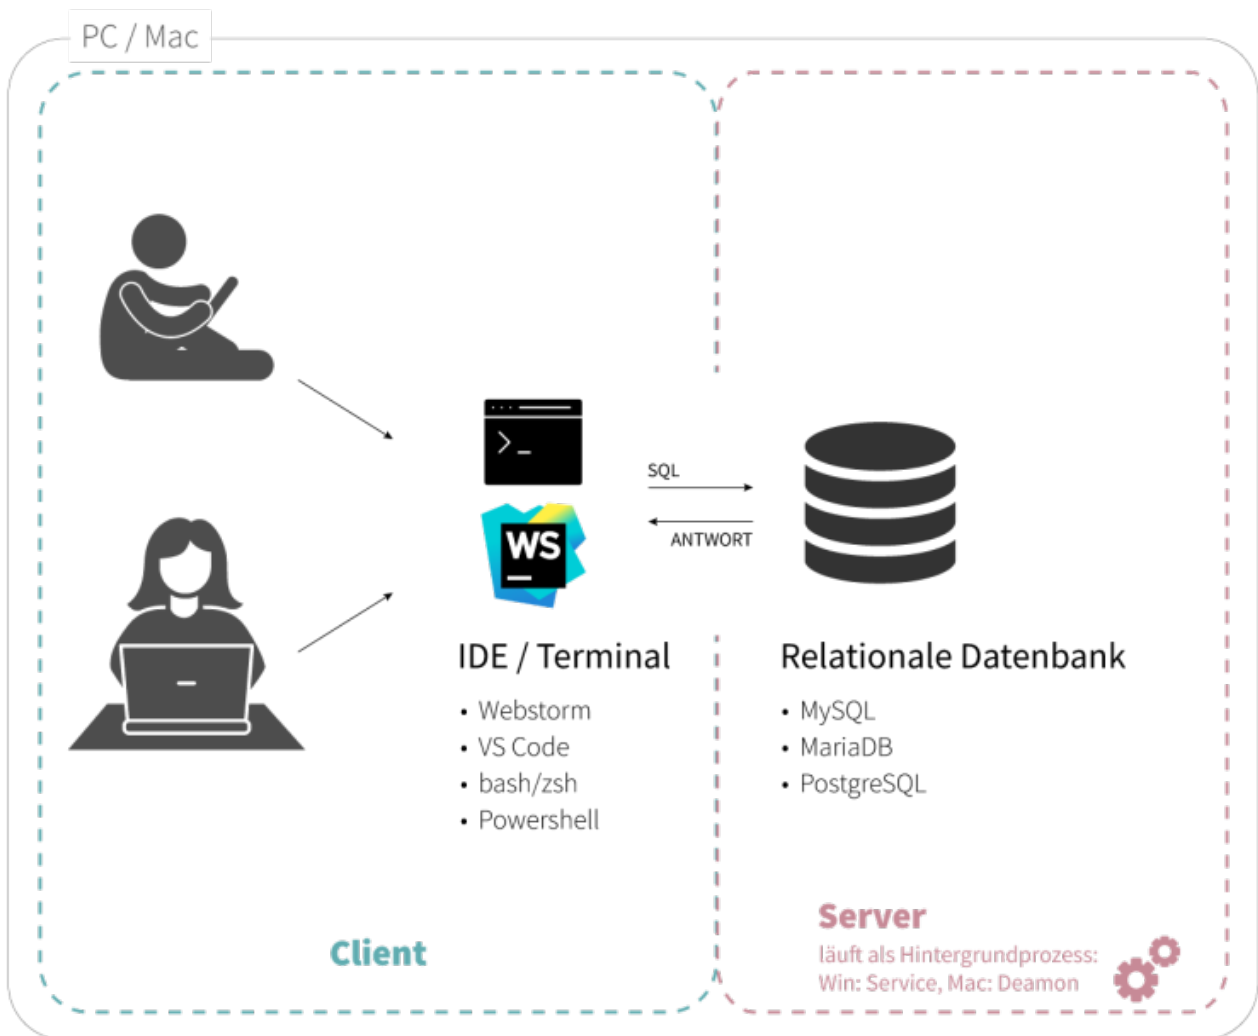 PC / Mac
SQL
ANTWORT
WS
IDE / Terminal
• Webstorm
• VS Code
• bash/zsh
• Powershell
Relationale Datenbank
• MySQL
• MariaDB
• PostgreSQL
Client
Server
läuft als Hintergrundprozess:
Win: Service, Mac: Deamon